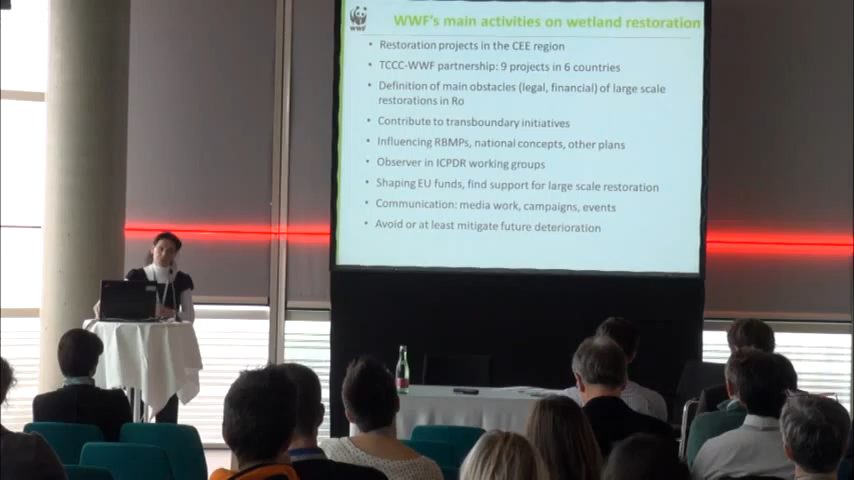 WWF
WWF's main activities on wetland restoration
• Restoration projects in the CEE region
• TCCC-WWF partnership: 9 projects in 6 countries
• Definition of main obstacles (legal, financial) of large scale
restorations in Ro
• Contribute to transboundary initiatives
• Influencing RBMPs, national concepts, other plans
• Observer in ICPDR working groups
• Shaping EU funds, find support for large scale restoration
• Communication: media work, campaigns, events
• Avoid or at least mitigate future deterioration